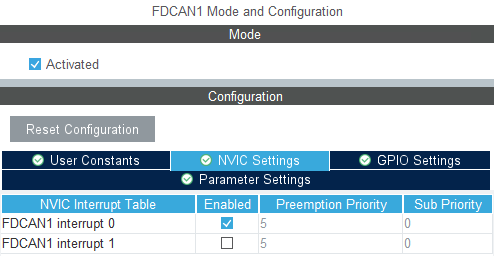 FDCAN1 Mode and Configuration
Mode
Activated
Configuration
Reset Configuration
User Constants NVIC Settings GPIO Settings
Parameter Settings
NVIC Interrupt Table Enabled Preemption Priority Sub Priority
FDCAN1 interrupt 0 5 0
FDCAN1 interrupt 1 5 0